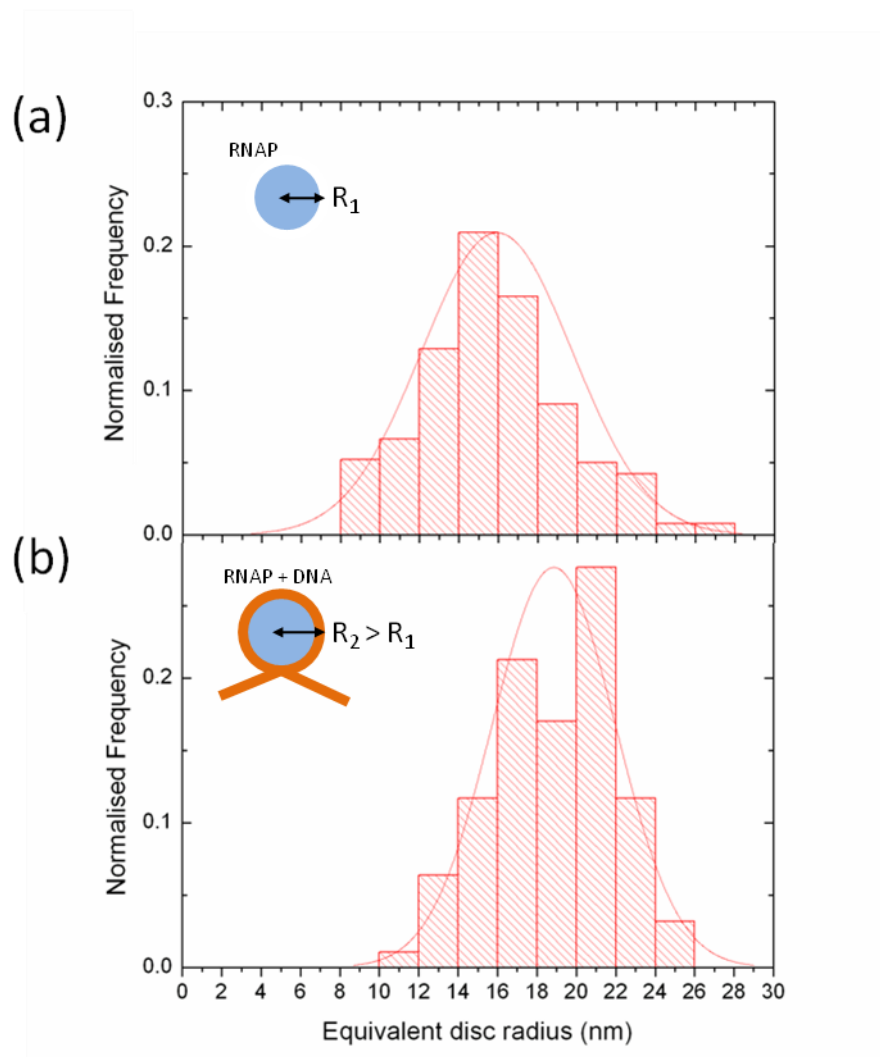 (a)
0.3
RNAP
R₁
0.2
Normalised Frequency
0.1
0.0
(b)
RNAP + DNA
R₂ > R₁
0.2
Normalised Frequency
0.1
0.0
0 2 4 6 8 10 12 14 16 18 20 22 24 26 28 30
Equivalent disc radius (nm)